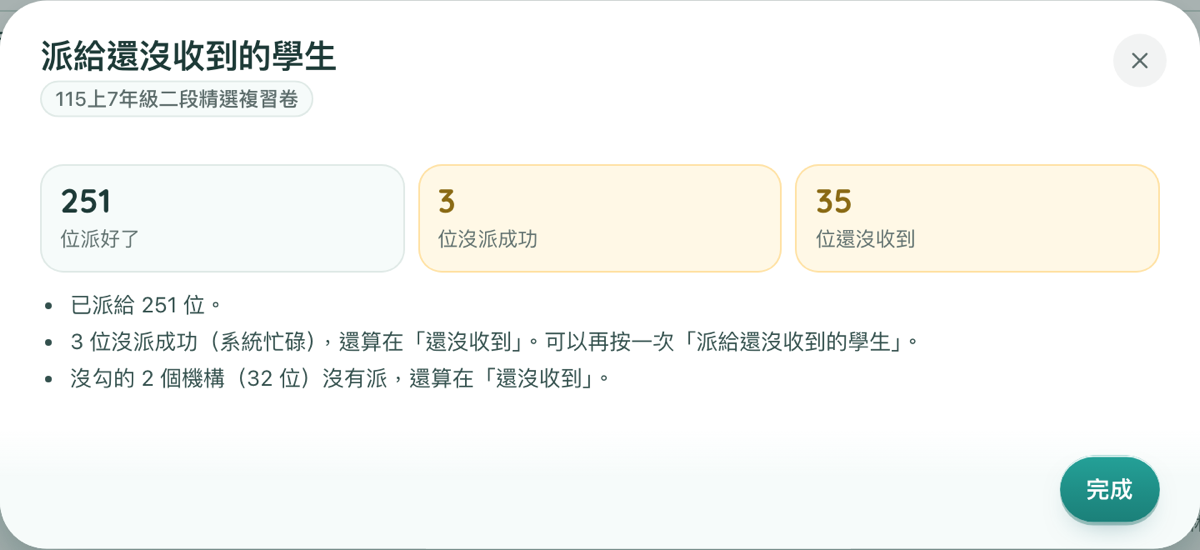 派給還沒收到的學生
115上7年級二段精選複習卷
251
位派好了
3
位沒派成功
35
位還沒收到
已派給 251 位。
3 位沒派成功（系統忙碌），還算在「還沒收到」。可以再按一次「派給還沒收到的學生」。
沒勾的 2 個機構（32 位）沒有派，還算在「還沒收到」。
完成